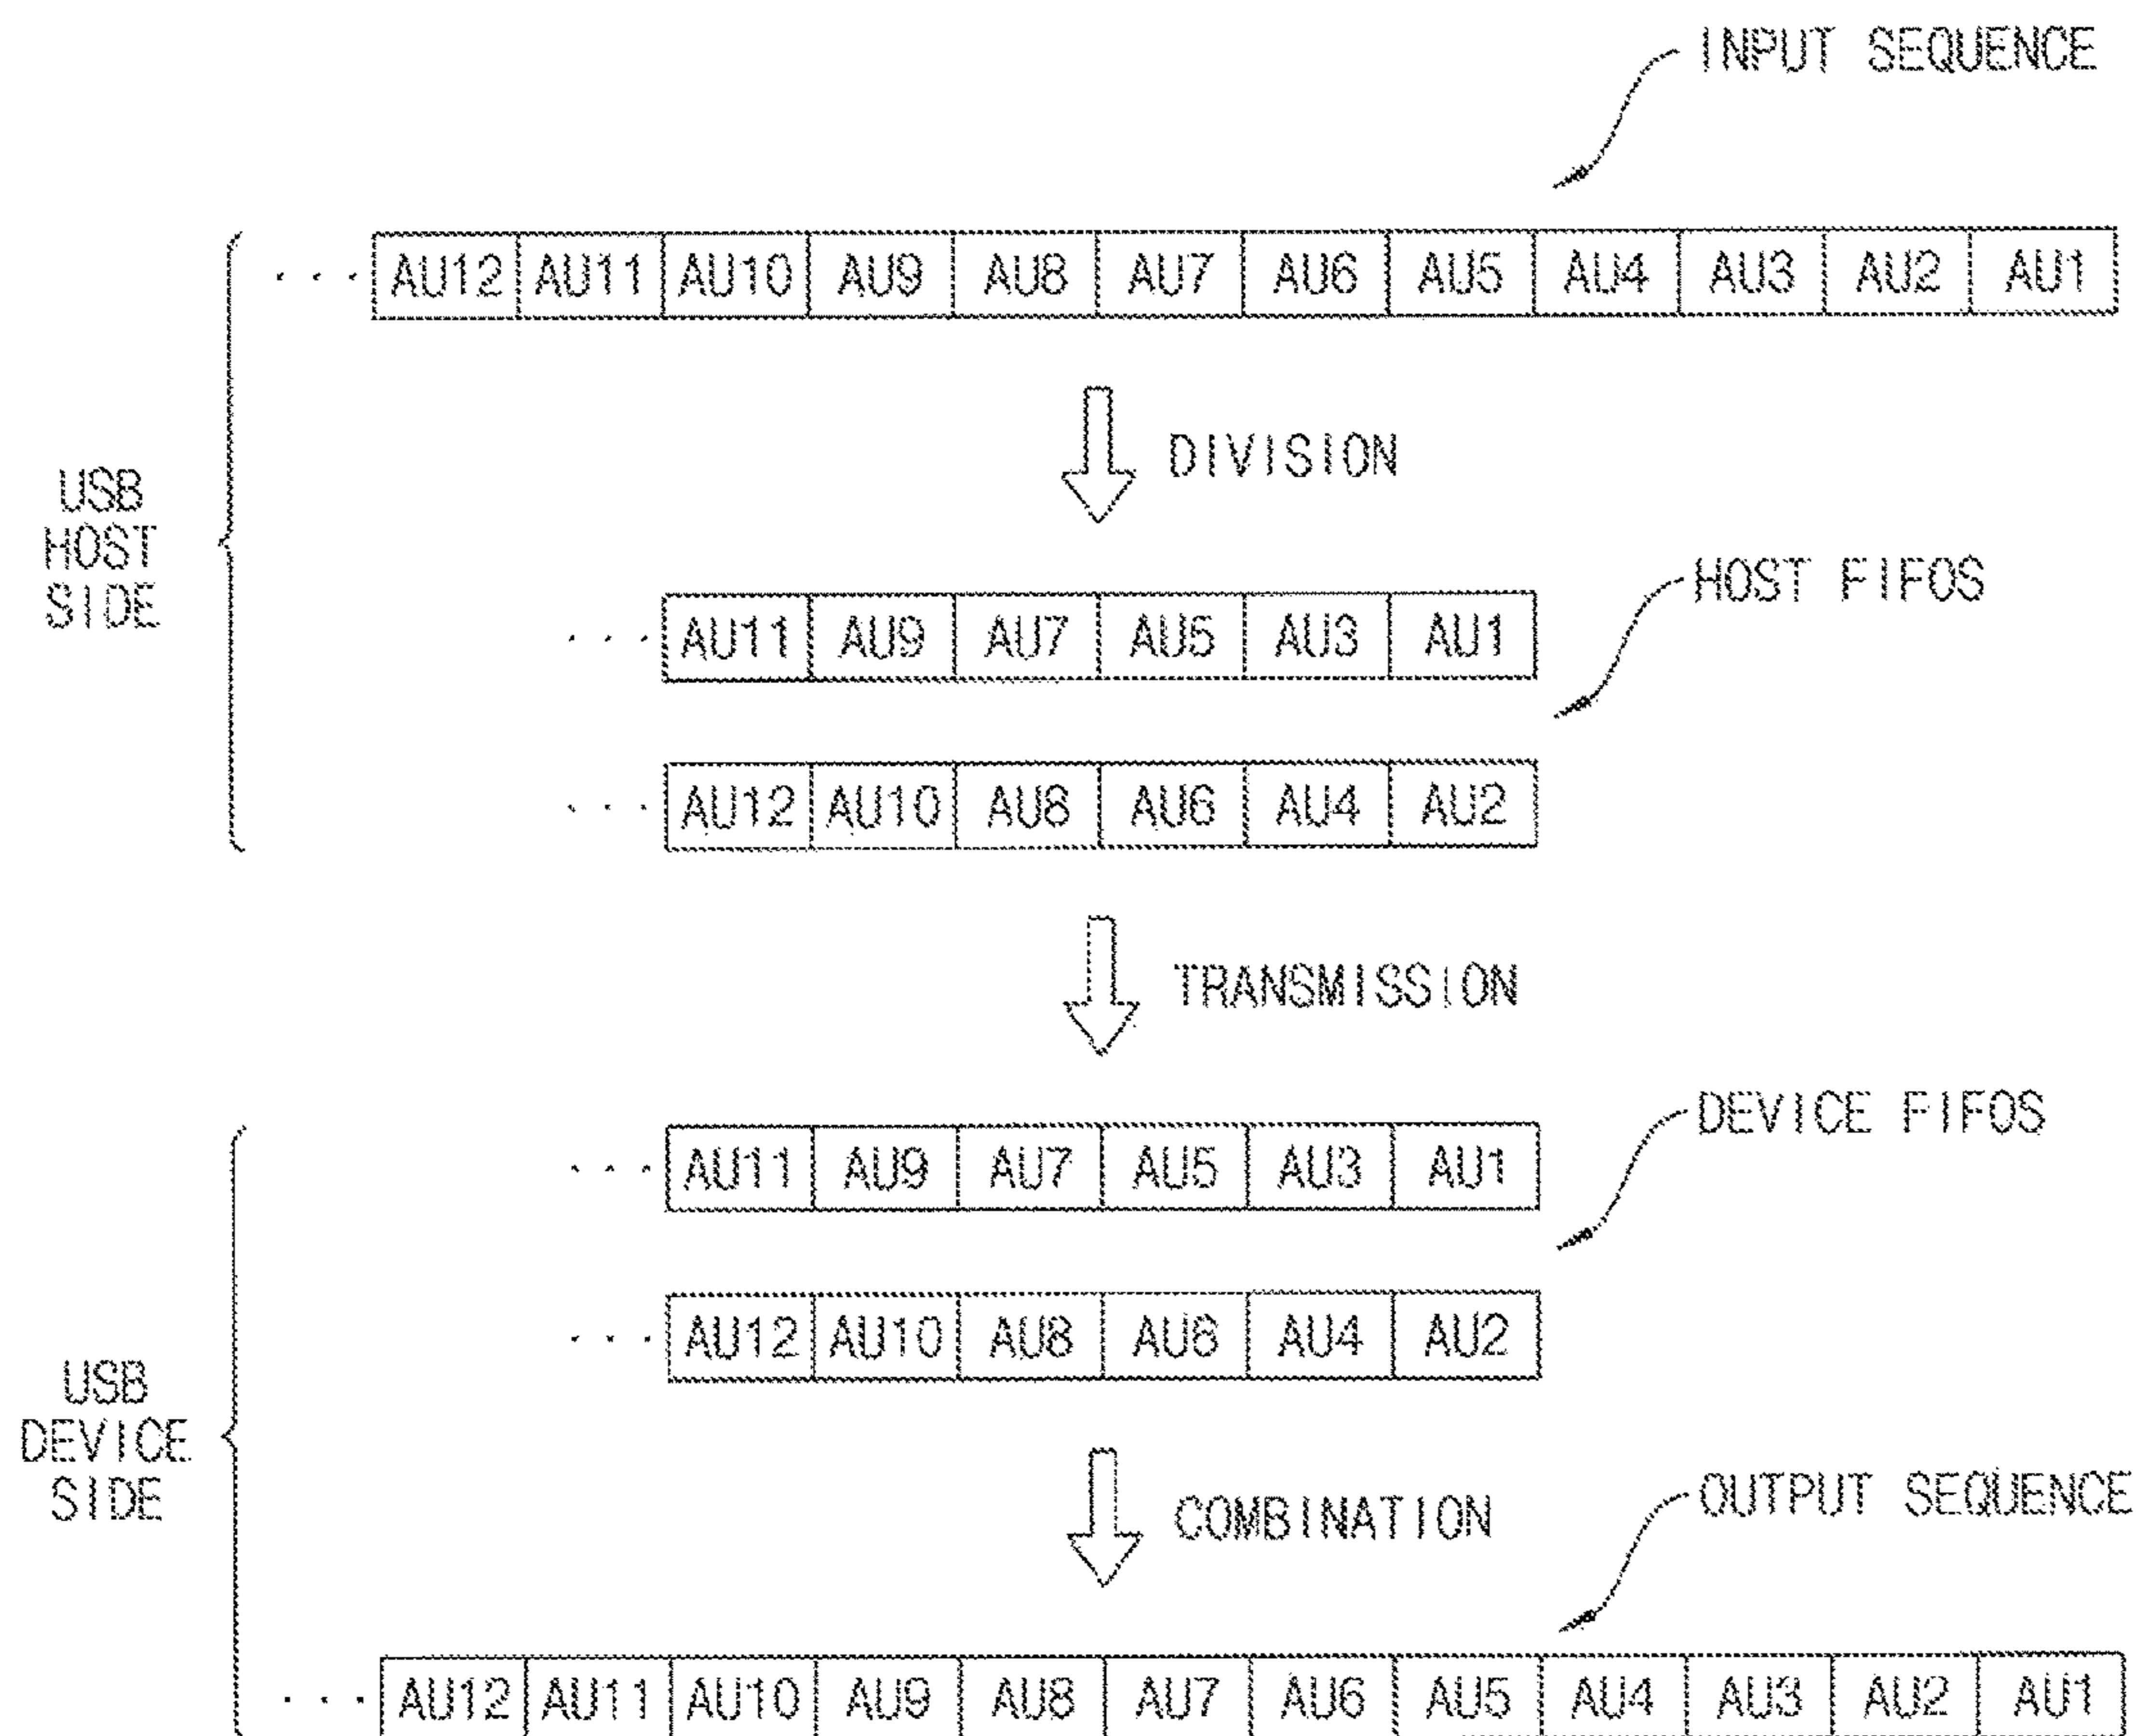 INPUT SEQUENCE
· · · AU12 AU11 AU10 AU9 AU8 AU7 AU6 AU5 AU4 AU3 AU2 AU1
DIVISION
USB
HOST
SIDE
HOST FIFOS
· · · AU11 AU9 AU7 AU5 AU3 AU1
· · · AU12 AU10 AU8 AU6 AU4 AU2
TRANSMISSION
DEVICE FIFOS
· · · AU11 AU9 AU7 AU5 AU3 AU1
· · · AU12 AU10 AU8 AU6 AU4 AU2
USB
DEVICE
SIDE
COMBINATION
OUTPUT SEQUENCE
· · · AU12 AU11 AU10 AU9 AU8 AU7 AU6 AU5 AU4 AU3 AU2 AU1